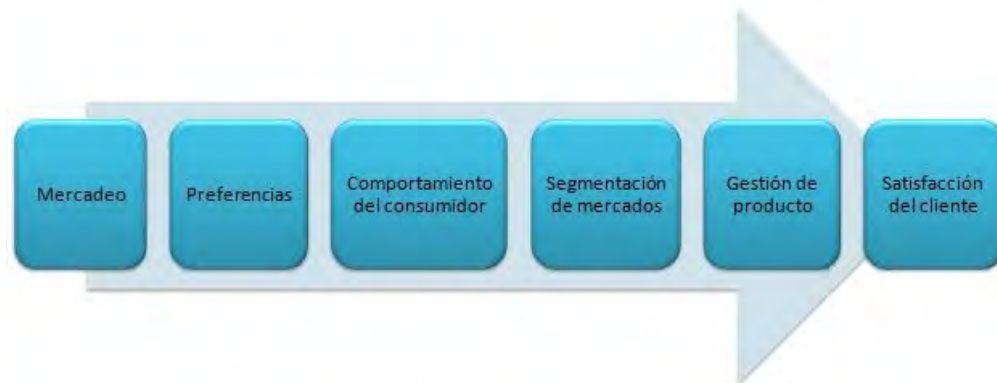 Mercadeo
Preferencias
Comportamiento
del consumidor
Segmentación
de mercados
Gestión de
producto
Satisfacción
del cliente